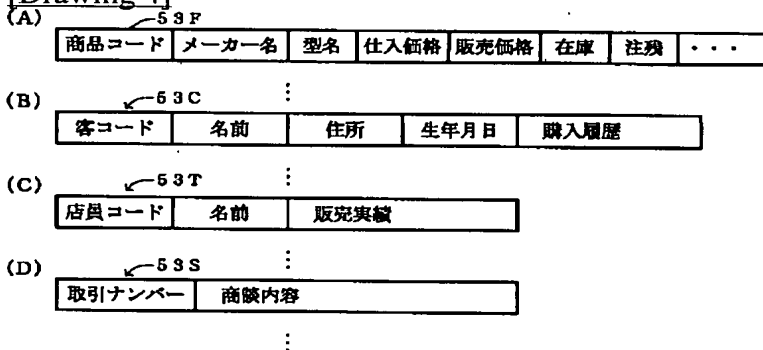 [Drawing 4]
(A) 53F
商品コード メーカー名 型名 仕入価格 販売価格 在庫 注残 ・・・
(B) 53C
客コード 名前 住所 生年月日 購入履歴
(C) 53T
店員コード 名前 販売実績
(D) 53S
取引ナンバー 商談内容